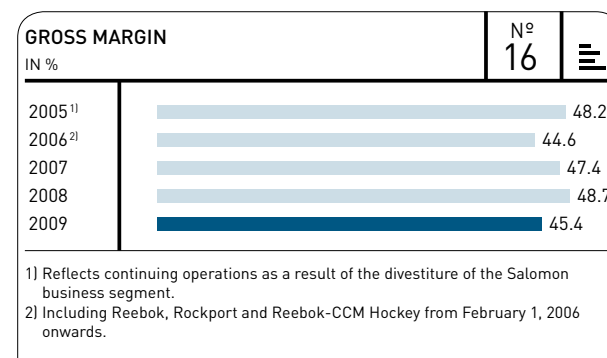 GROSS MARGIN
IN %
Nº
16
2005 1) 48.2
2006 2) 44.6
2007 47.4
2008 48.7
2009 45.4
1) Reflects continuing operations as a result of the divestiture of the Salomon
business segment.
2) Including Reebok, Rockport and Reebok-CCM Hockey from February 1, 2006
onwards.